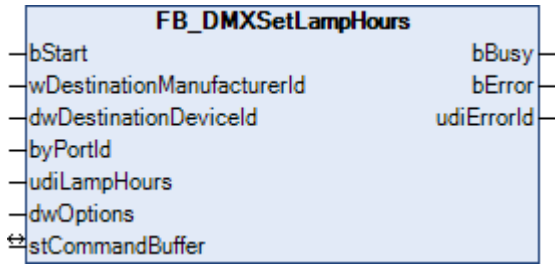 FB_DMXSetLampHours
bStart bBusy
wDestinationManufacturerId bError
dwDestinationDeviceId udiErrorId
byPortId
udiLampHours
dwOptions
stCommandBuffer